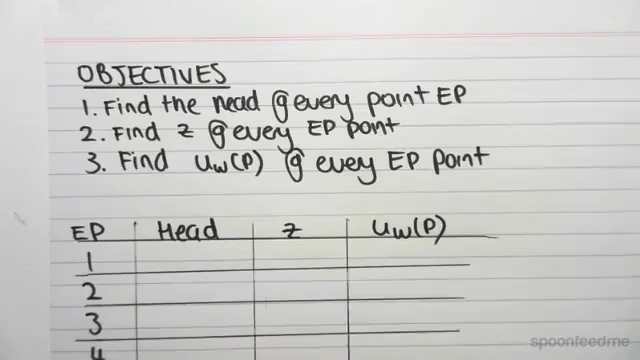 OBJECTIVES
1. Find the head @ every point EP
2. Find z @ every EP point
3. Find uw(P) @ evey EP point
EP Head z uw(P)
1
2
3
4
spoonfeedme